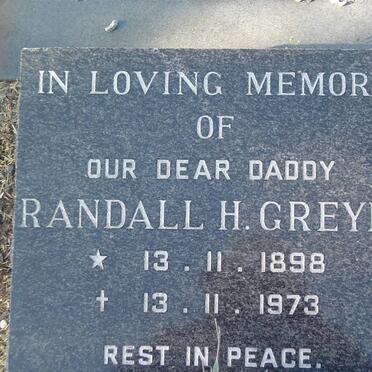 IN LOVING MEMOR
OF
OUR DEAR DADDY
RANDALL H. GREY
* 13 . 11 . 1898
† 13 . 11 . 1973
REST IN PEACE.